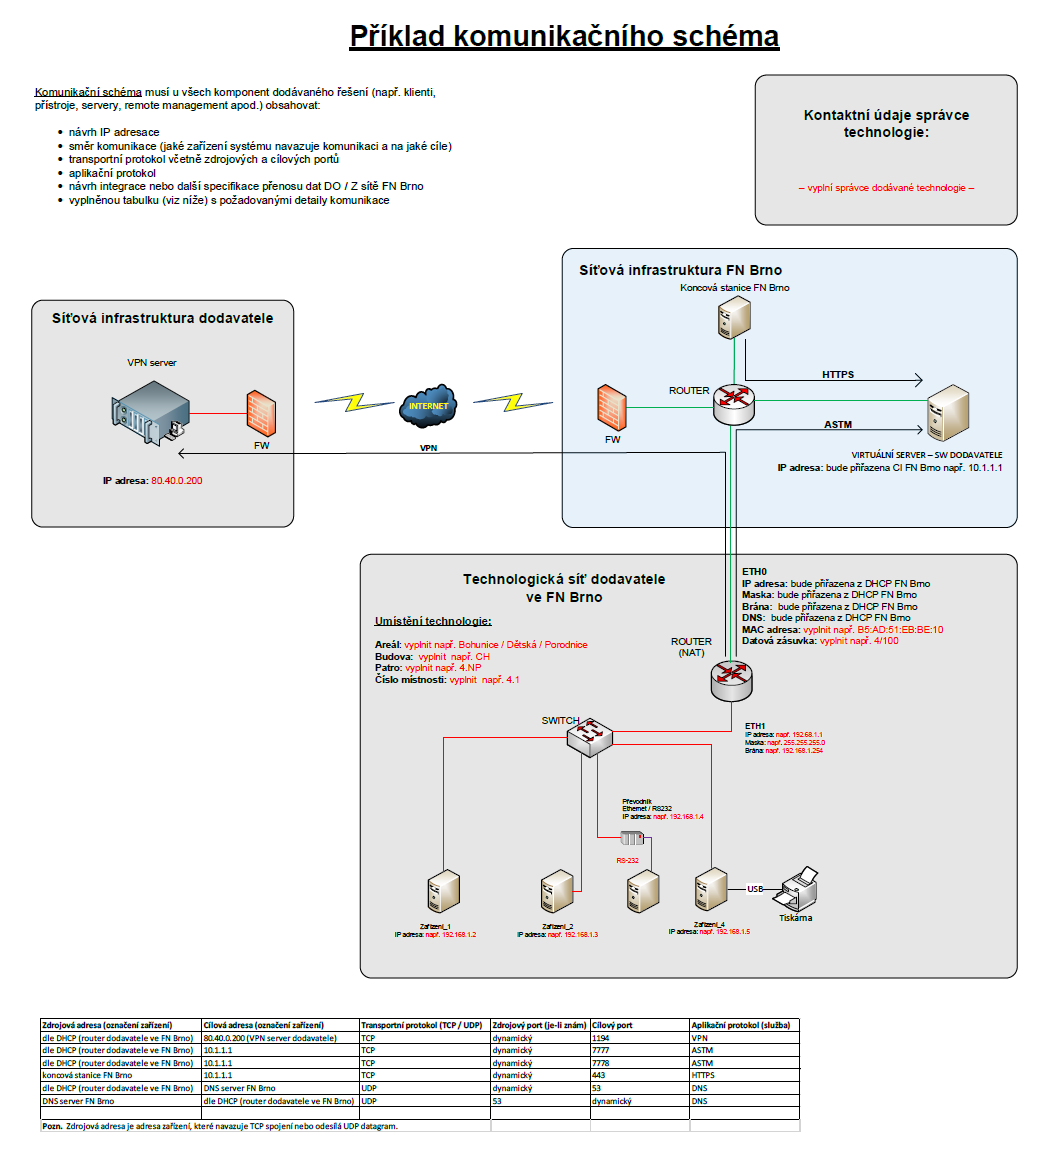 Příklad komunikačního schéma
Komunikační schéma musí u všech komponent dodávaného řešení (např. klienti,
přístroje, servery, remote management apod.) obsahovat:
• návrh IP adresace
• směr komunikace (jaké zařízení systému navazuje komunikaci a na jaké cíle)
• transportní protokol včetně zdrojových a cílových portů
• aplikační protokol
• návrh integrace nebo další specifikace přenosu dat DO / Z sítě FN Brno
• vyplněnou tabulku (viz níže) s požadovanými detaily komunikace
Kontaktní údaje správce
technologie:
– vyplní správce dodávané technologie –
Síťová infrastruktura FN Brno
Koncová stanice FN Brno
HTTPS
ROUTER
FW
ASTM
VIRTUÁLNÍ SERVER – SW DODAVATELE
IP adresa: bude přiřazena CI FN Brno např. 10.1.1.1
Síťová infrastruktura dodavatele
VPN server
FW
IP adresa: 80.40.0.200
INTERNET
VPN
Technologická síť dodavatele
ve FN Brno
Umístění technologie:
Areál: vyplnit např. Bohunice / Dětská / Porodnice
Budova: vyplnit např. CH
Patro: vyplnit např. 4.NP
Číslo místnosti: vyplnit např. 4.1
ETH0
IP adresa: bude přiřazena z DHCP FN Brno
Maska: bude přiřazena z DHCP FN Brno
Brána: bude přiřazena z DHCP FN Brno
DNS: bude přiřazena z DHCP FN Brno
MAC adresa: vyplnit např. B5:AD:51:EB:BE:10
Datová zásuvka: vyplnit např. 4/100
ROUTER
(NAT)
SWITCH
ETH1
IP adresa: např. 192.68.1.1
Maska: např. 255.255.255.0
Brána: např. 192.168.1.254
Převodník
Ethernet / RS232
IP adresa: např. 192.168.1.4
RS-232
USB
Tiskárna
Zařízení_1
IP adresa: např. 192.168.1.2
Zařízení_2
IP adresa: např. 192.168.1.3
Zařízení_4
IP adresa: např. 192.168.1.5
Zdrojová adresa (označení zařízení) Cílová adresa (označení zařízení) Transportní protokol (TCP / UDP) Zdrojový port (je-li znám) Cílový port Aplikační protokol (služba)
dle DHCP (router dodavatele ve FN Brno) 80.40.0.200 (VPN server dodavatele) TCP dynamický 1194 VPN
dle DHCP (router dodavatele ve FN Brno) 10.1.1.1 TCP dynamický 7777 ASTM
dle DHCP (router dodavatele ve FN Brno) 10.1.1.1 TCP dynamický 7778 ASTM
koncová stanice FN Brno 10.1.1.1 TCP dynamický 443 HTTPS
dle DHCP (router dodavatele ve FN Brno) DNS server FN Brno UDP dynamický 53 DNS
DNS server FN Brno dle DHCP (router dodavatele ve FN Brno) UDP 53 dynamický DNS
Pozn. Zdrojová adresa je adresa zařízení, které navazuje TCP spojení nebo odesílá UDP datagram.